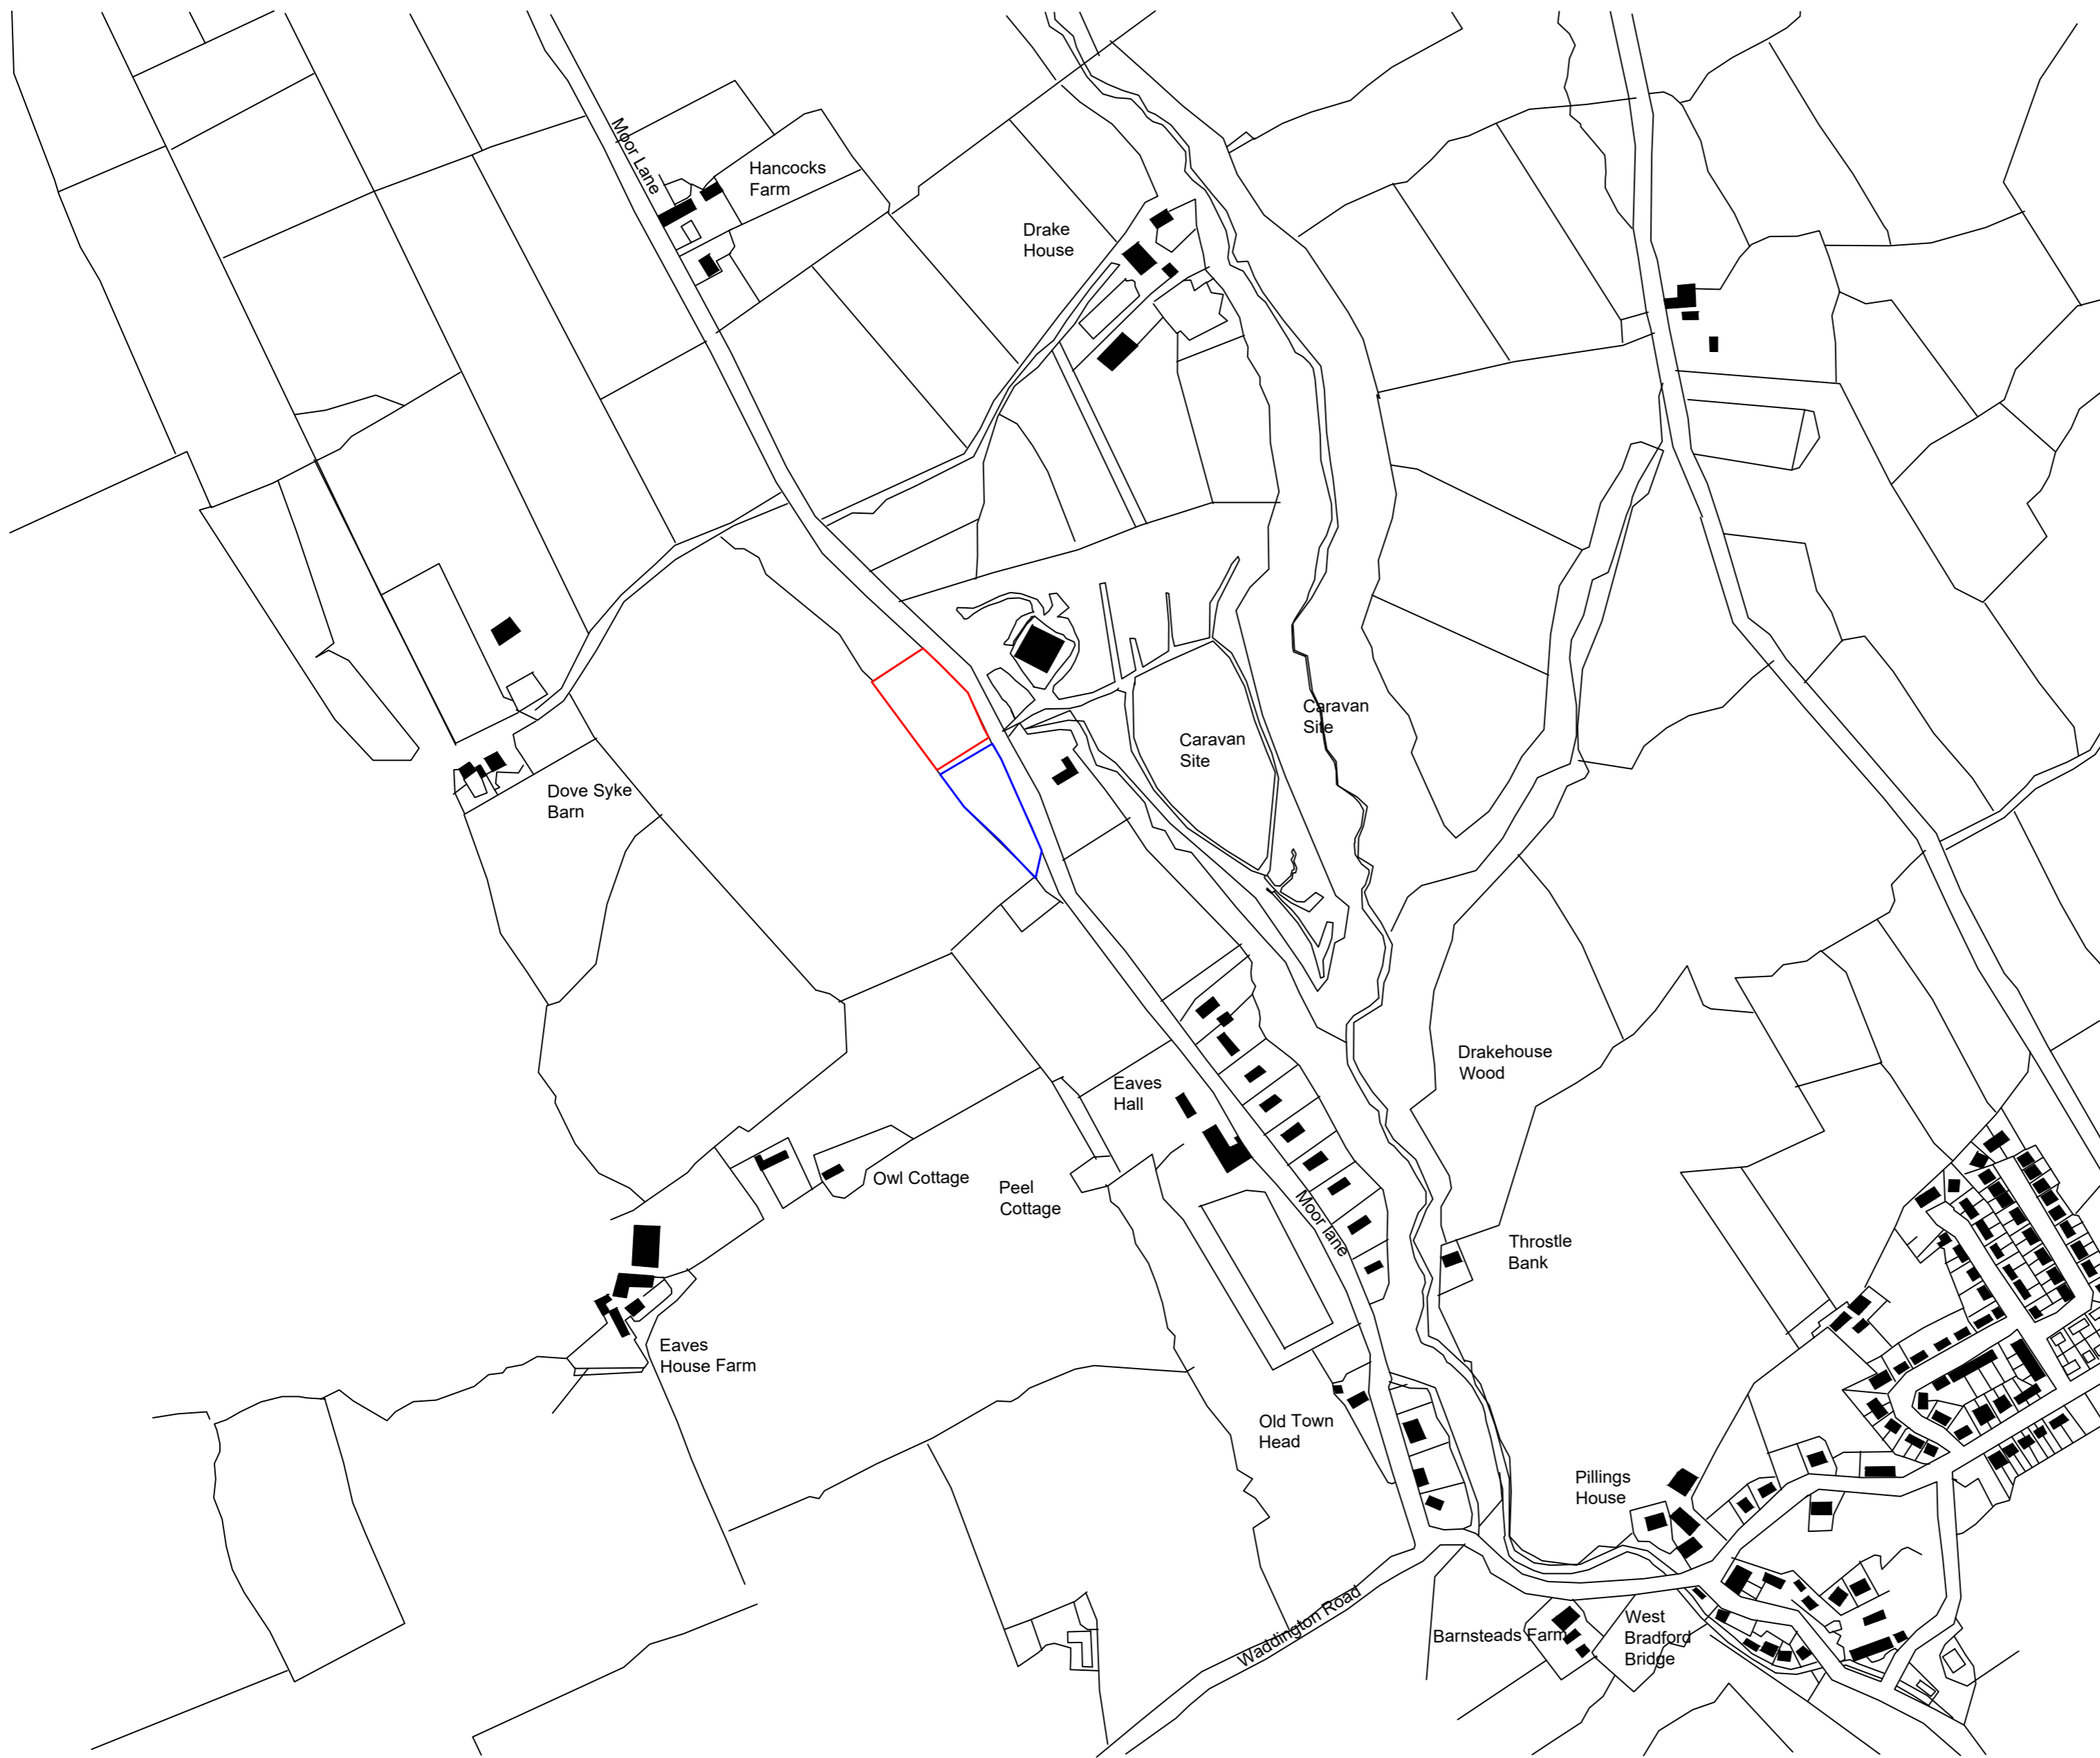 Moor Lane
Hancocks
Farm
Drake
House
Caravan
Site
Caravan
Site
Dove Syke
Barn
Drakehouse
Wood
Eaves
Hall
Owl Cottage
Peel
Cottage
Moor lane
Throstle
Bank
Eaves
House Farm
Old Town
Head
Pillings
House
Waddington Road
Barnsteads Farm
West
Bradford
Bridge